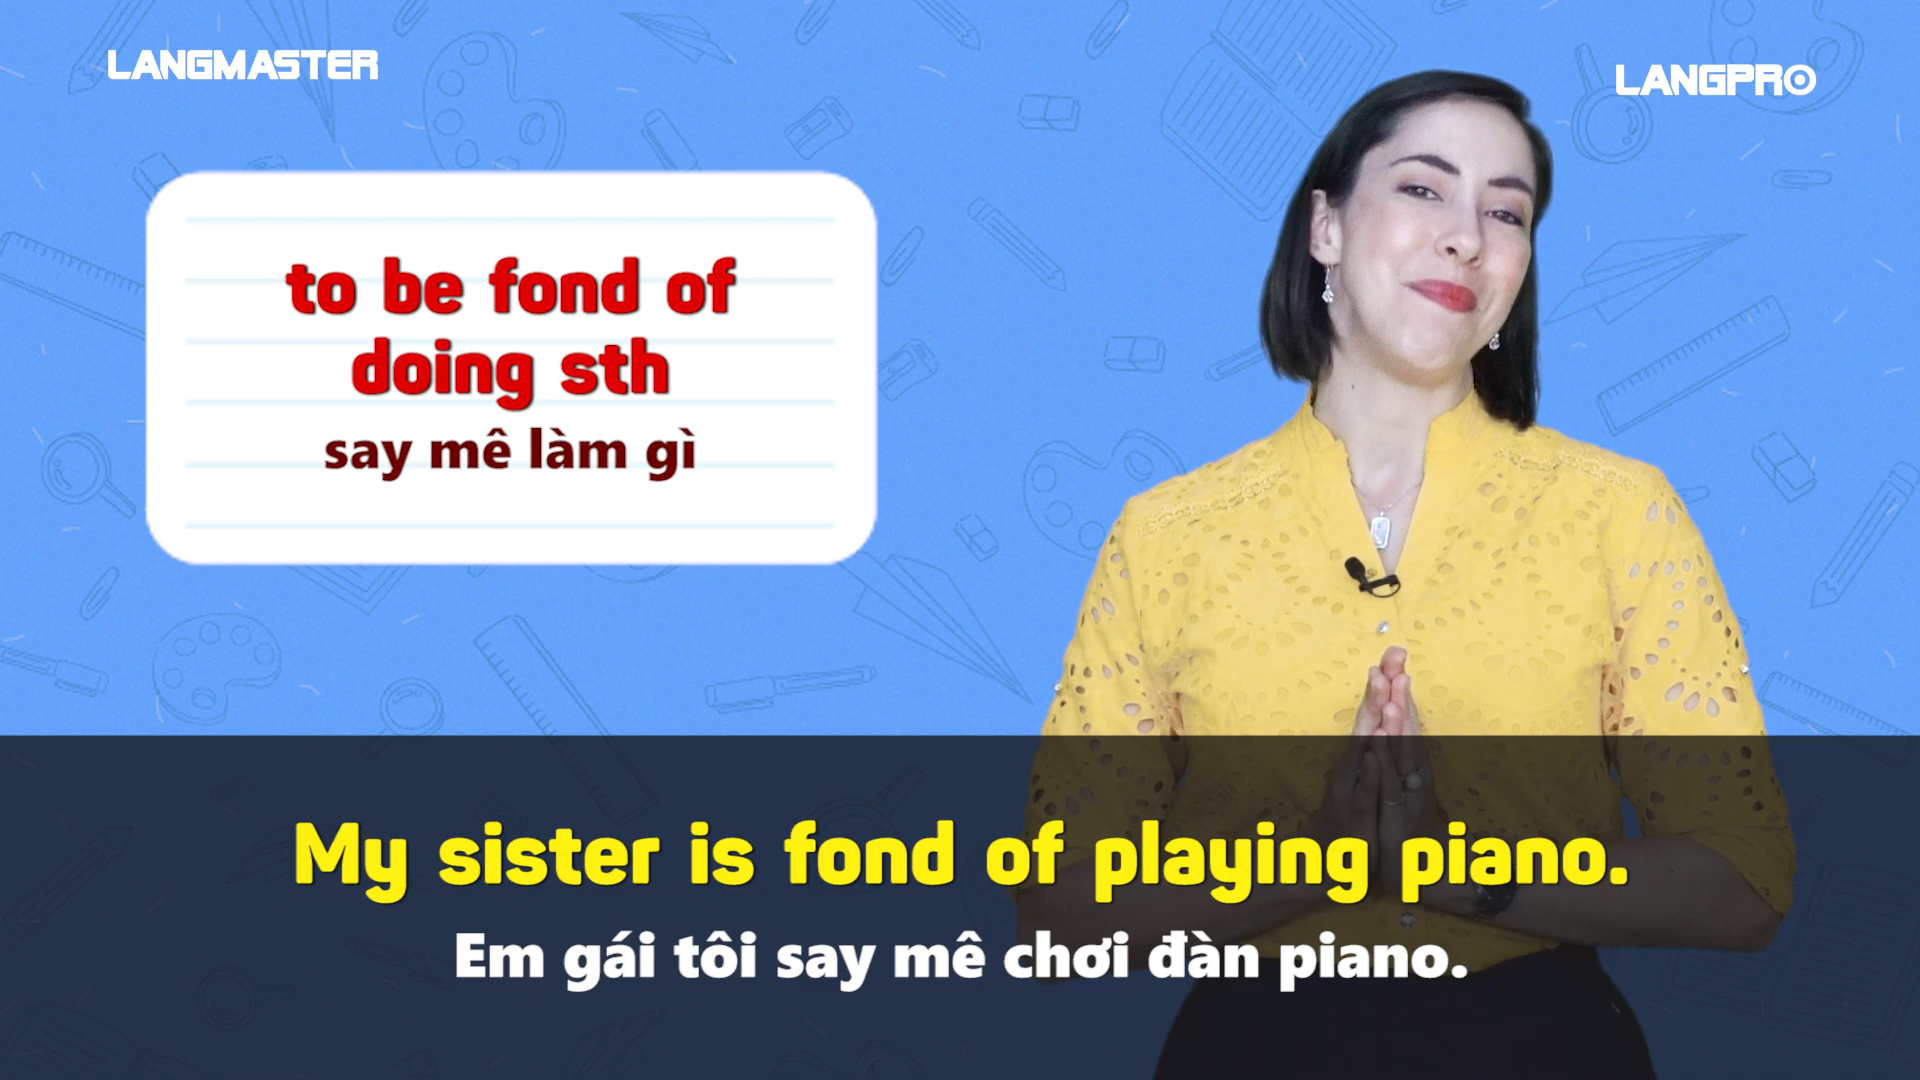 LANGMASTER
LANGPRO
to be fond of
doing sth
say mê làm gì
My sister is fond of playing piano.
Em gái tôi say mê chơi đàn piano.